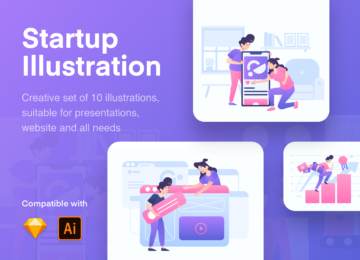 Startup
Illustration
Creative set of 10 illustrations,
suitable for presentations,
website and all needs
Compatible with
Ai